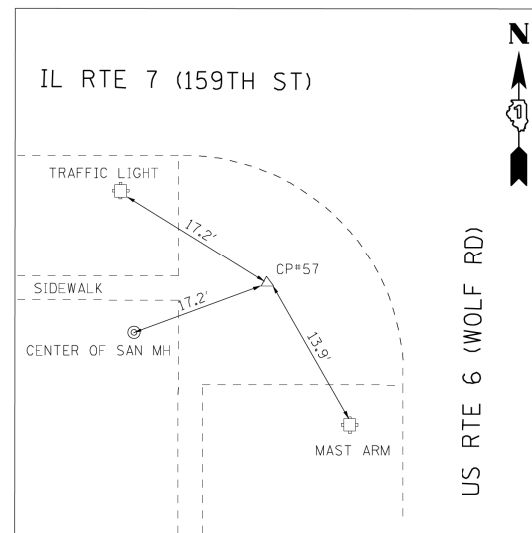 N
IL RTE 7 (159TH ST)
1
TRAFFIC LIGHT
17.2'
CP#57
SIDEWALK
17.2'
CENTER OF SAN MH
13.9'
MAST ARM
US RTE 6 (WOLF RD)